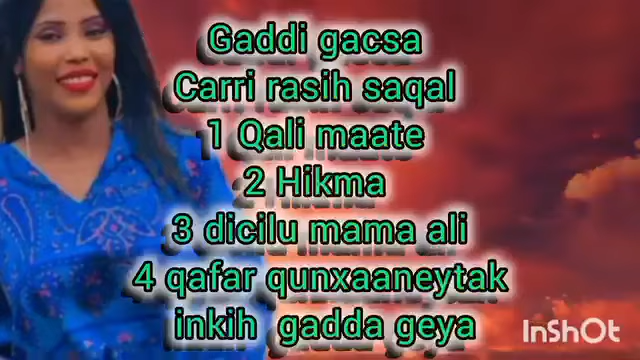 Gaddi gacsa
Carri rasih saqal
1 Qali maate
2 Hikma
3 dicilu mama ali
4 qafar qunxaaneytak
inkih gadda geya
InShOt